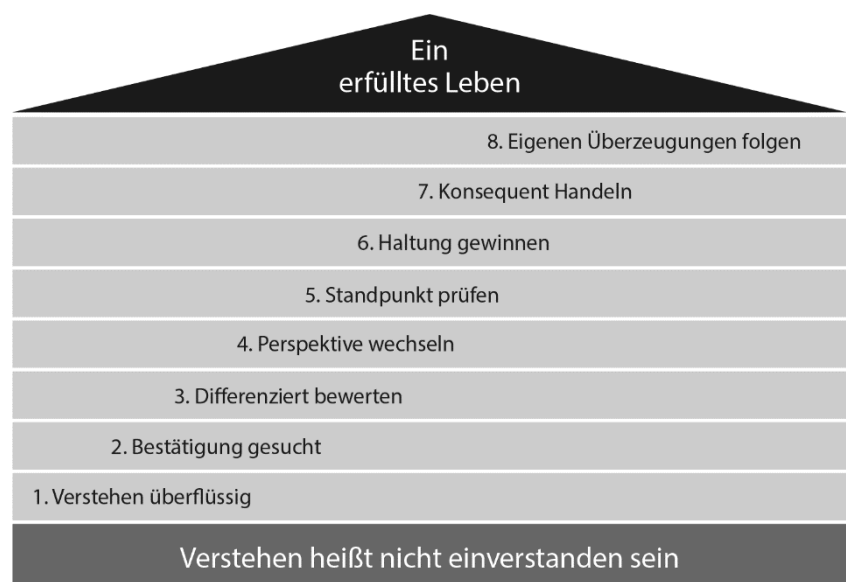 Ein
erfülltes Leben
8. Eigenen Überzeugungen folgen
7. Konsequent Handeln
6. Haltung gewinnen
5. Standpunkt prüfen
4. Perspektive wechseln
3. Differenziert bewerten
2. Bestätigung gesucht
1. Verstehen überflüssig
Verstehen heißt nicht einverstanden sein